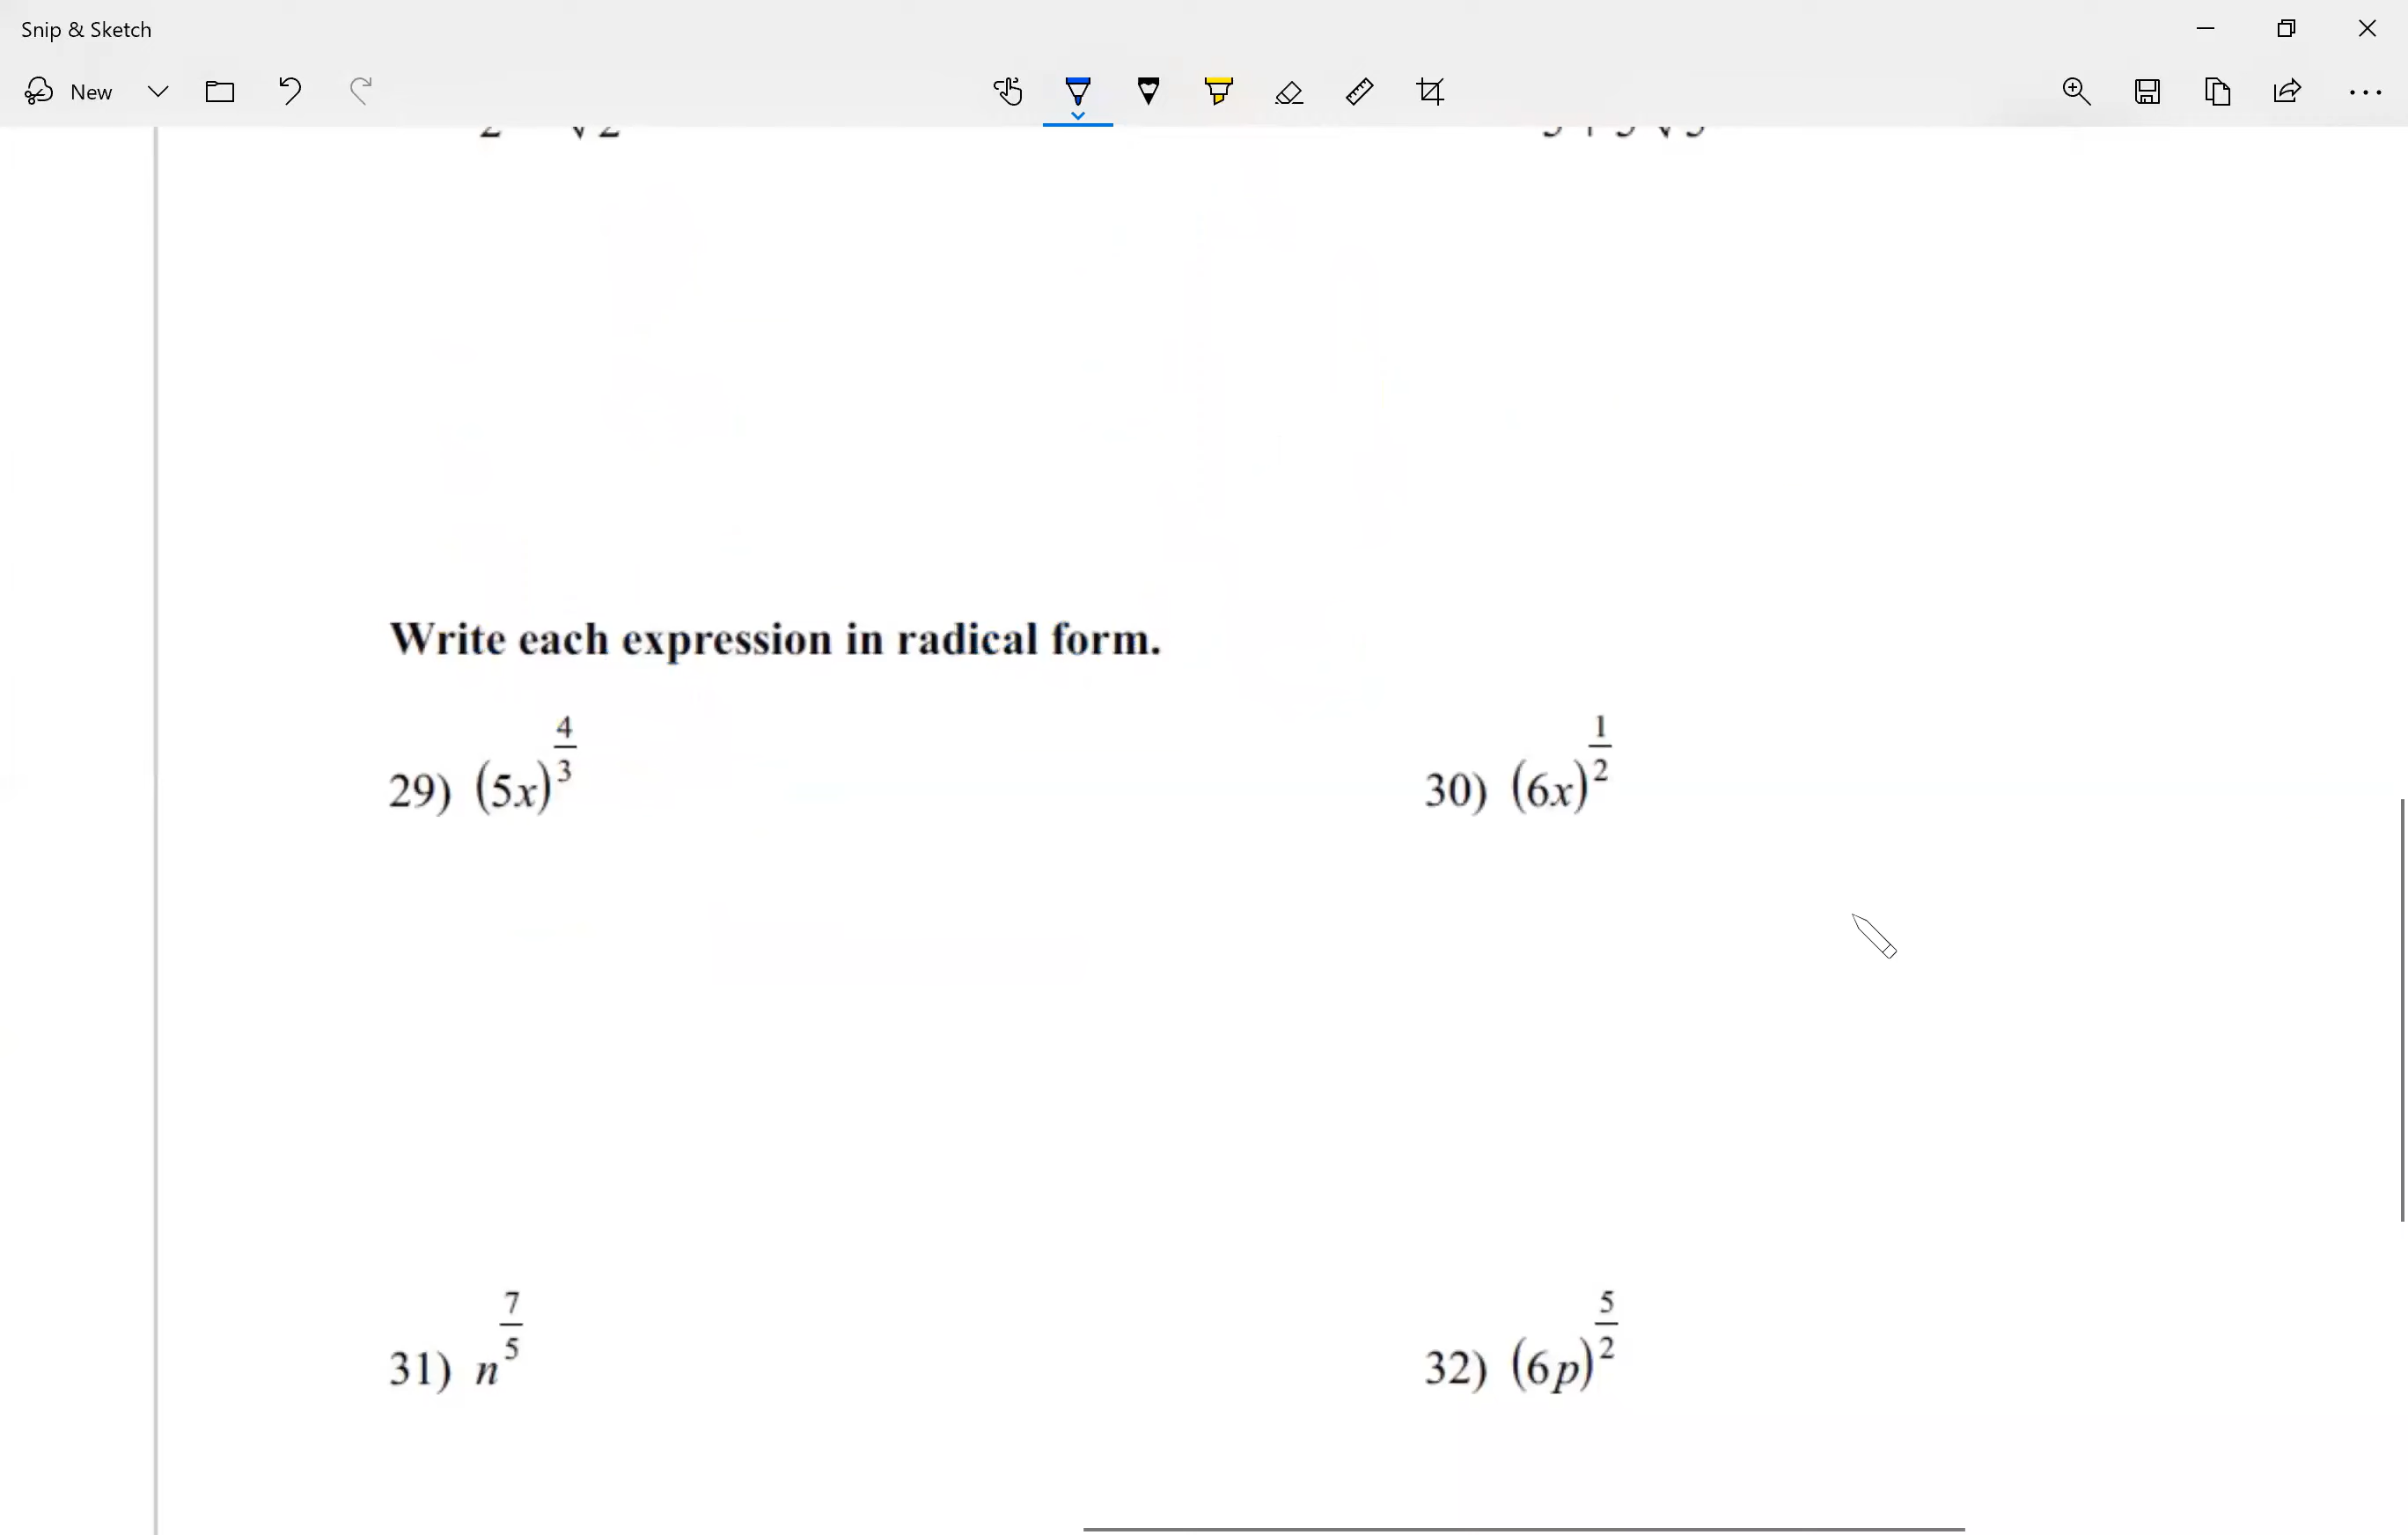 Snip & Sketch
New
Write each expression in radical form.
29) (5x)^(4/3)
30) (6x)^(1/2)
31) n^(7/5)
32) (6p)^(5/2)